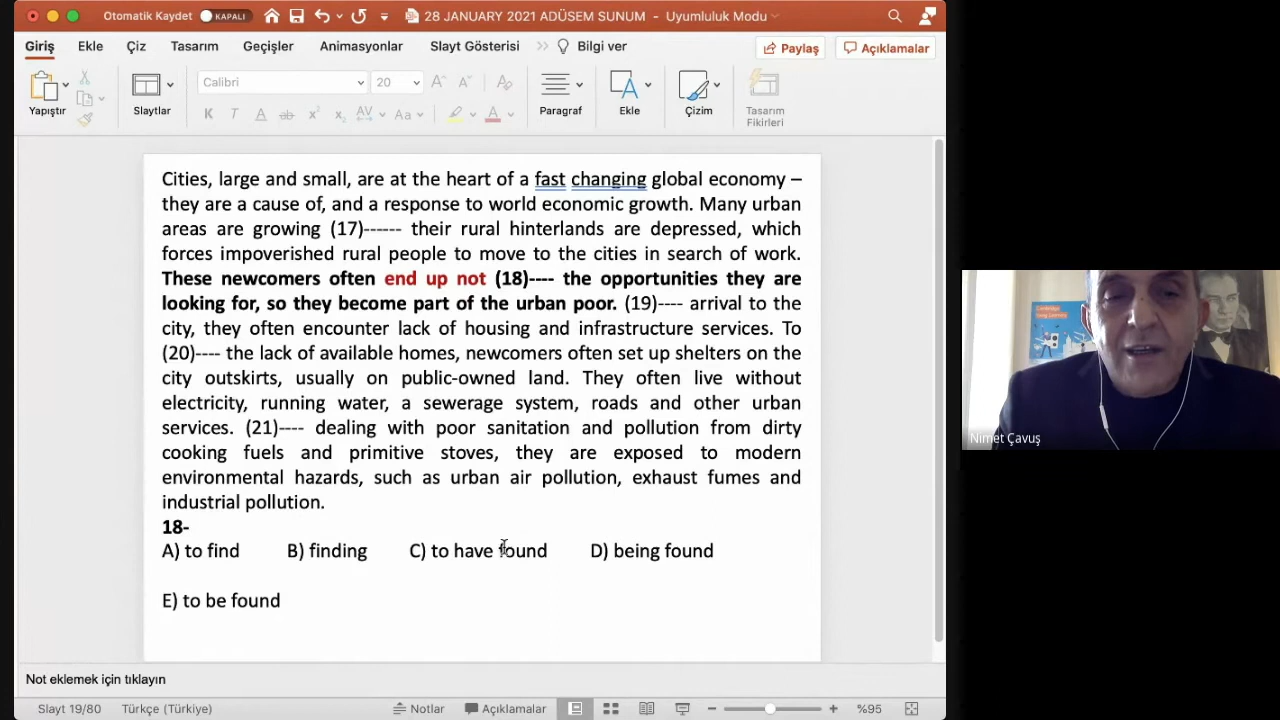 Otomatik Kaydet KAPALI 28 JANUARY 2021 ADÜSEM SUNUM - Uyumluluk Modu
Giriş Ekle Çiz Tasarım Geçişler Animasyonlar Slayt Gösterisi Bilgi ver Paylaş Açıklamalar
Calibri 20
Yapıştır Slaytlar K T A ab x² x₂ AV Aa A Paragraf Ekle Çizim Tasarım Fikirleri
Cities, large and small, are at the heart of a fast changing global economy –
they are a cause of, and a response to world economic growth. Many urban
areas are growing (17)------ their rural hinterlands are depressed, which
forces impoverished rural people to move to the cities in search of work.
These newcomers often end up not (18)---- the opportunities they are
looking for, so they become part of the urban poor. (19)---- arrival to the
city, they often encounter lack of housing and infrastructure services. To
(20)---- the lack of available homes, newcomers often set up shelters on the
city outskirts, usually on public-owned land. They often live without
electricity, running water, a sewerage system, roads and other urban
services. (21)---- dealing with poor sanitation and pollution from dirty
cooking fuels and primitive stoves, they are exposed to modern
environmental hazards, such as urban air pollution, exhaust fumes and
industrial pollution.
18-
A) to find B) finding C) to have found D) being found
E) to be found
Nimet Çavuş
Not eklemek için tıklayın
Slayt 19/80 Türkçe (Türkiye) Notlar Açıklamalar %95